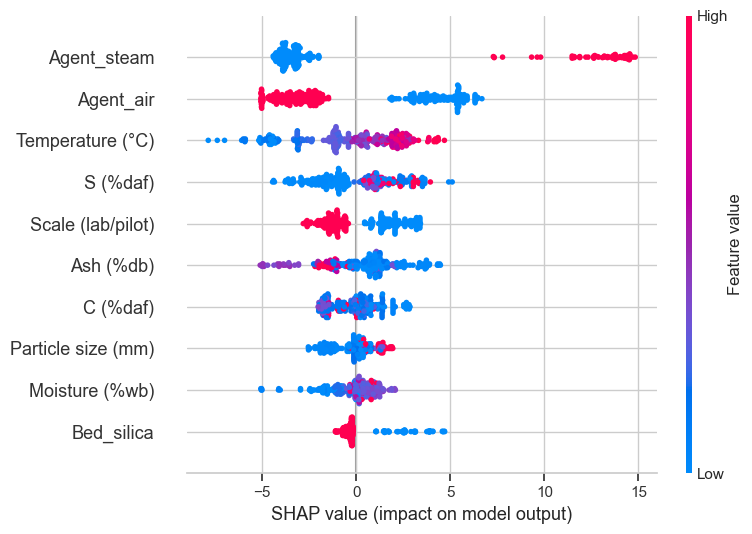 High
Agent_steam
Agent_air
Temperature (°C)
S (%daf)
Scale (lab/pilot)
Ash (%db)
C (%daf)
Particle size (mm)
Moisture (%wb)
Bed_silica
Feature value
Low
−5 0 5 10 15
SHAP value (impact on model output)